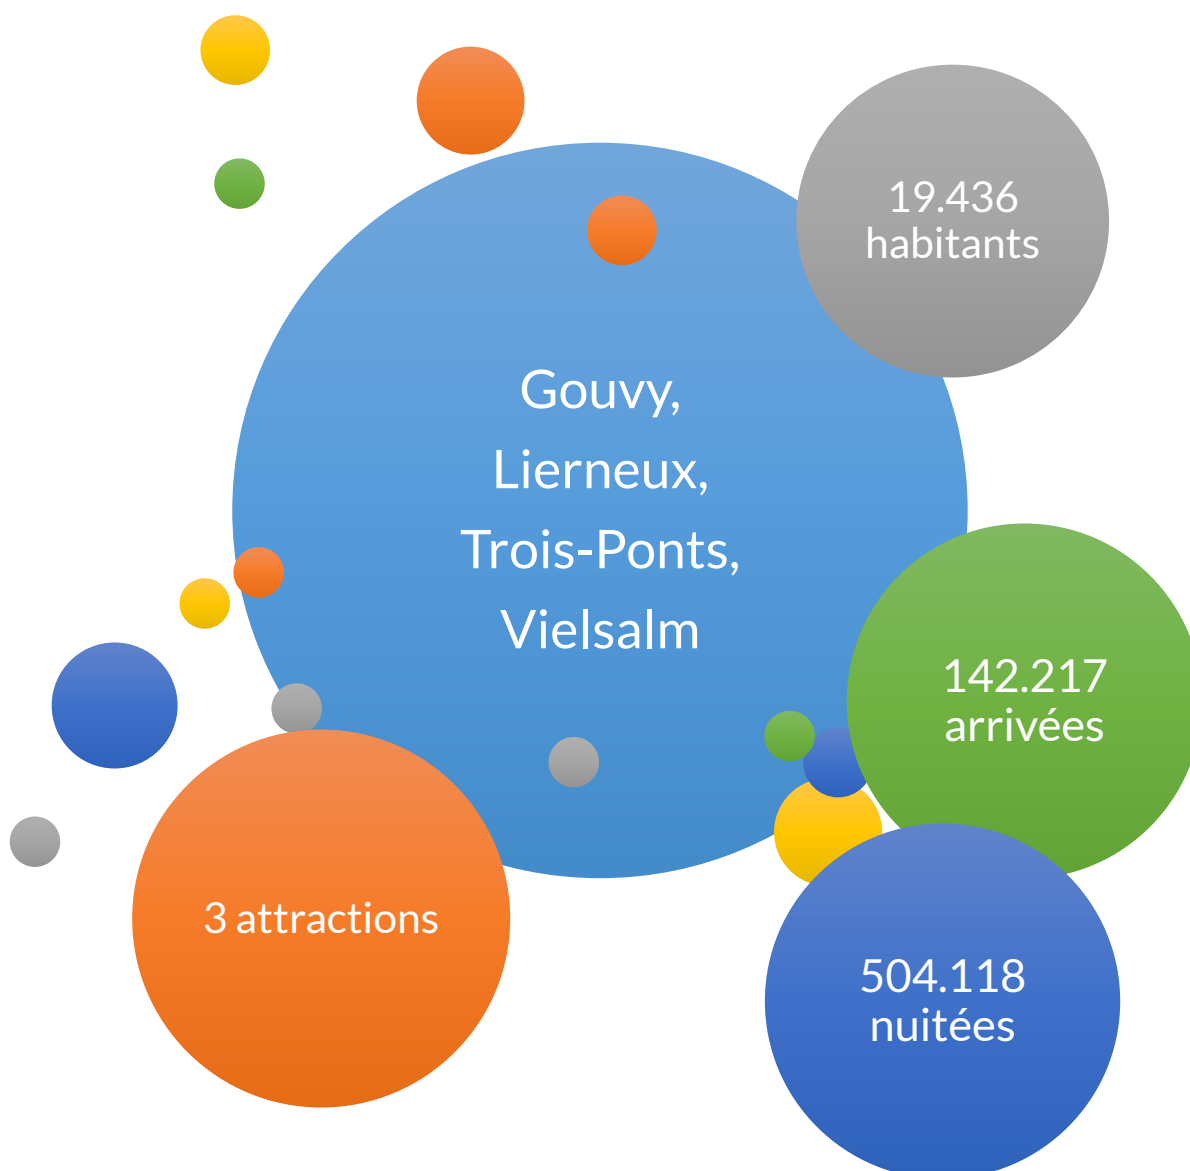 19.436
habitants
Gouvy,
Lierneux,
Trois-Ponts,
Vielsalm
142.217
arrivées
3 attractions
504.118
nuitées